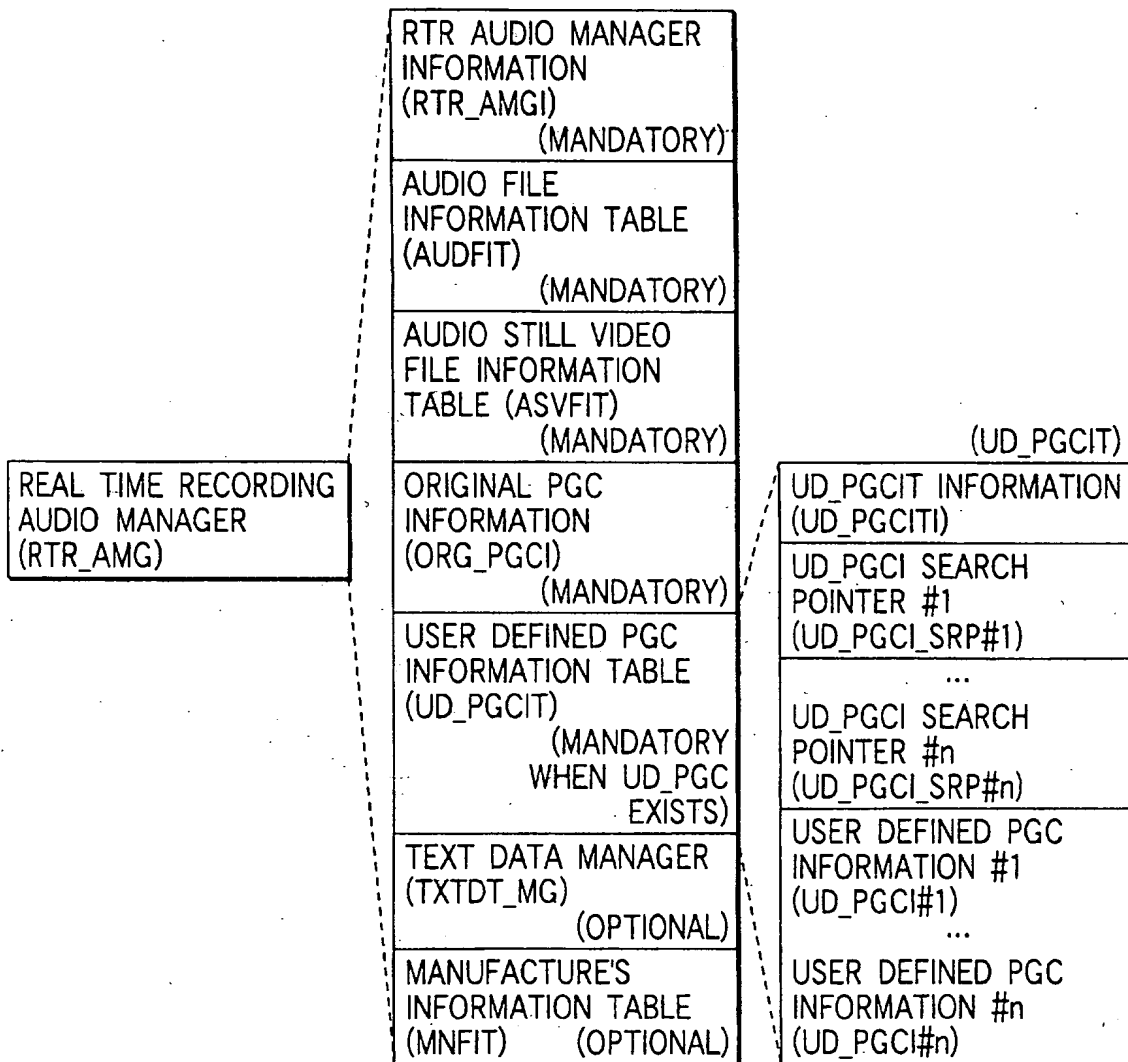 REAL TIME RECORDING
AUDIO MANAGER
(RTR_AMG)
RTR AUDIO MANAGER
INFORMATION
(RTR_AMGI)
(MANDATORY)
AUDIO FILE
INFORMATION TABLE
(AUDFIT)
(MANDATORY)
AUDIO STILL VIDEO
FILE INFORMATION
TABLE (ASVFIT)
(MANDATORY)
ORIGINAL PGC
INFORMATION
(ORG_PGCI)
(MANDATORY)
USER DEFINED PGC
INFORMATION TABLE
(UD_PGCIT)
(MANDATORY
WHEN UD_PGC
EXISTS)
TEXT DATA MANAGER
(TXTDT_MG)
(OPTIONAL)
MANUFACTURE'S
INFORMATION TABLE
(MNFIT) (OPTIONAL)
(UD_PGCIT)
UD_PGCIT INFORMATION
(UD_PGCITI)
UD_PGCI SEARCH
POINTER #1
(UD_PGCI_SRP#1)
...
UD_PGCI SEARCH
POINTER #n
(UD_PGCI_SRP#n)
USER DEFINED PGC
INFORMATION #1
(UD_PGCI#1)
...
USER DEFINED PGC
INFORMATION #n
(UD_PGCI#n)